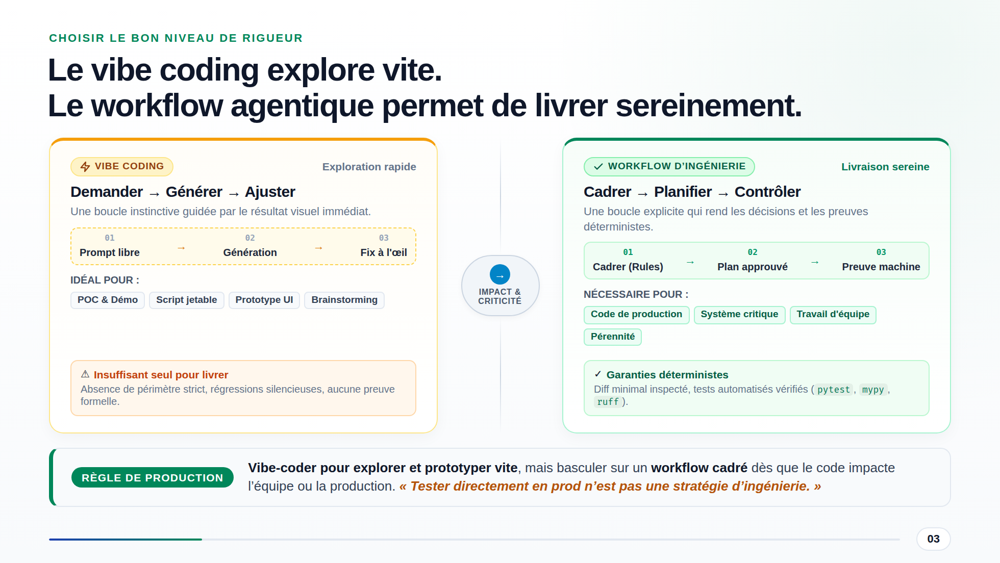 CHOISIR LE BON NIVEAU DE RIGUEUR
Le vibe coding explore vite.
Le workflow agentique permet de livrer sereinement.
VIBE CODING
Exploration rapide
Demander → Générer → Ajuster
Une boucle instinctive guidée par le résultat visuel immédiat.
01
Prompt libre
→
02
Génération
→
03
Fix à l'œil
IDÉAL POUR :
POC & Démo
Script jetable
Prototype UI
Brainstorming
⚠ Insuffisant seul pour livrer
Absence de périmètre strict, régressions silencieuses, aucune preuve
formelle.
→
IMPACT &
CRITICITÉ
WORKFLOW D’INGÉNIERIE
Livraison sereine
Cadrer → Planifier → Contrôler
Une boucle explicite qui rend les décisions et les preuves
déterministes.
01
Cadrer (Rules)
→
02
Plan approuvé
→
03
Preuve machine
NÉCESSAIRE POUR :
Code de production
Système critique
Travail d'équipe
Pérennité
✓ Garanties déterministes
Diff minimal inspecté, tests automatisés vérifiés (pytest, mypy,
ruff).
RÈGLE DE PRODUCTION
Vibe-coder pour explorer et prototyper vite, mais basculer sur un workflow cadré dès que le code impacte
l’équipe ou la production. « Tester directement en prod n’est pas une stratégie d’ingénierie. »
03